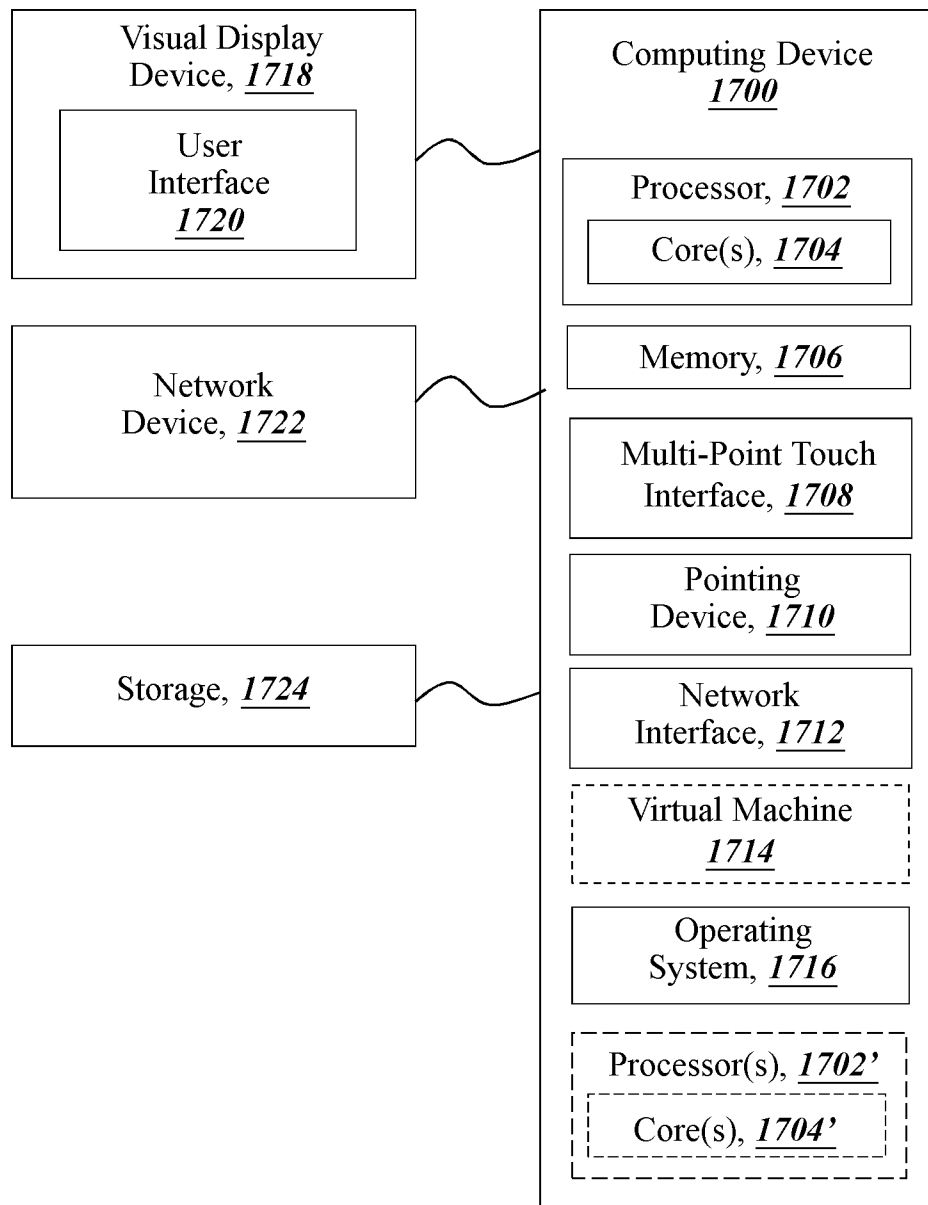 Visual Display
Device, 1718
User
Interface
1720
Network
Device, 1722
Storage, 1724
Computing Device
1700
Processor, 1702
Core(s), 1704
Memory, 1706
Multi-Point Touch
Interface, 1708
Pointing
Device, 1710
Network
Interface, 1712
Virtual Machine
1714
Operating
System, 1716
Processor(s), 1702’
Core(s), 1704’